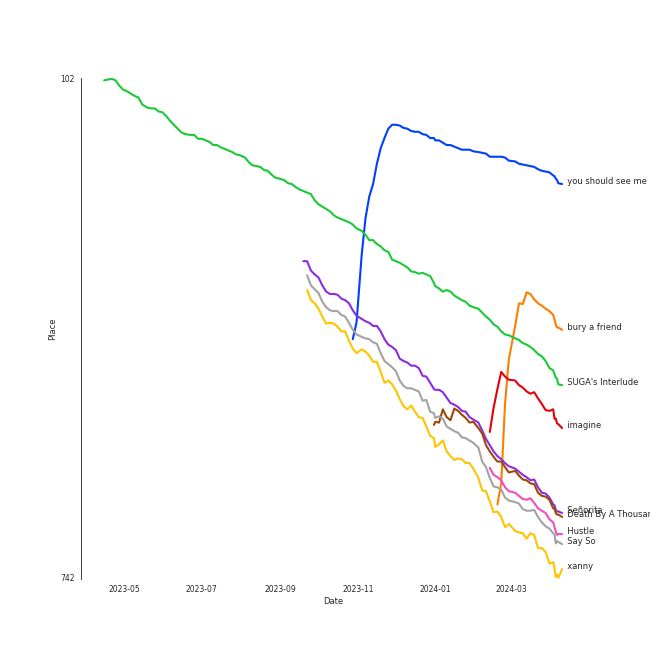 102
you should see me
bury a friend
Place
SUGA's Interlude
imagine
Señorita
Death By A Thousan
Hustle
Say So
xanny
742
2023-05 2023-07 2023-09 2023-11 2024-01 2024-03
Date